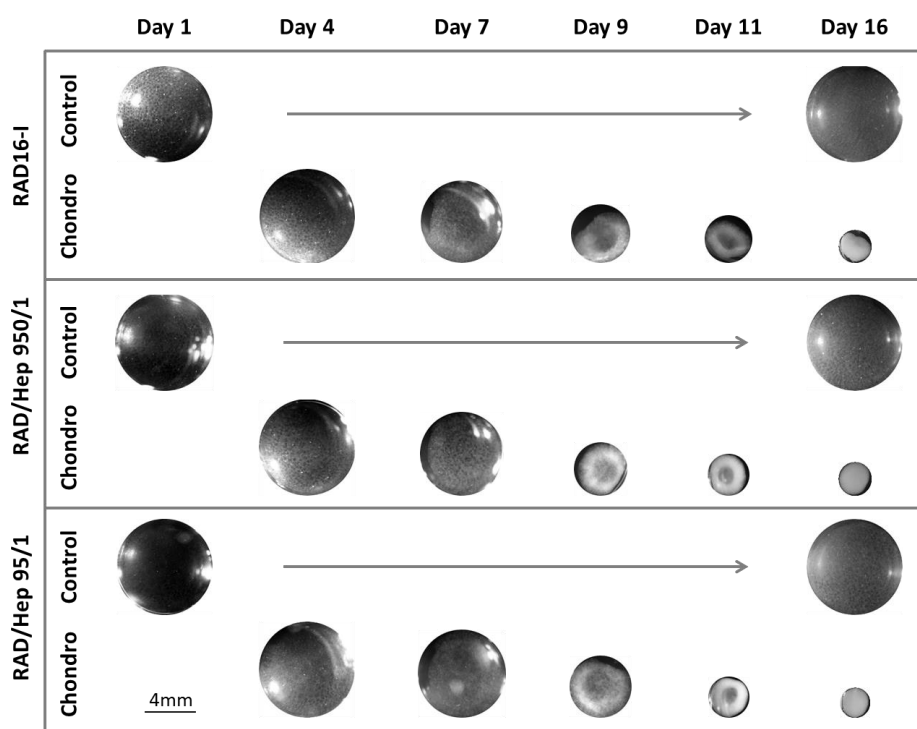 Day 1 Day 4 Day 7 Day 9 Day 11 Day 16
RAD16-I
Control
Chondro
RAD/Hep 950/1
Control
Chondro
RAD/Hep 95/1
Control
Chondro
4mm